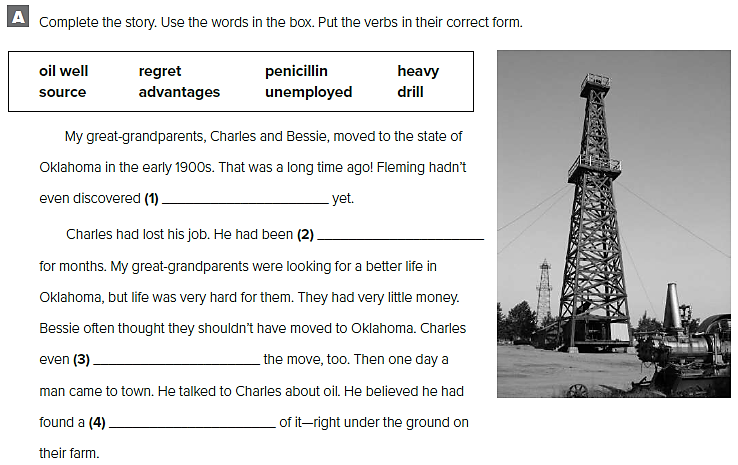 A Complete the story. Use the words in the box. Put the verbs in their correct form.
oil well regret penicillin heavy
source advantages unemployed drill
My great-grandparents, Charles and Bessie, moved to the state of
Oklahoma in the early 1900s. That was a long time ago! Fleming hadn't
even discovered (1) ____________________ yet.
Charles had lost his job. He had been (2) ____________________
for months. My great-grandparents were looking for a better life in
Oklahoma, but life was very hard for them. They had very little money.
Bessie often thought they shouldn't have moved to Oklahoma. Charles
even (3) ____________________ the move, too. Then one day a
man came to town. He talked to Charles about oil. He believed he had
found a (4) ____________________ of it—right under the ground on
their farm.